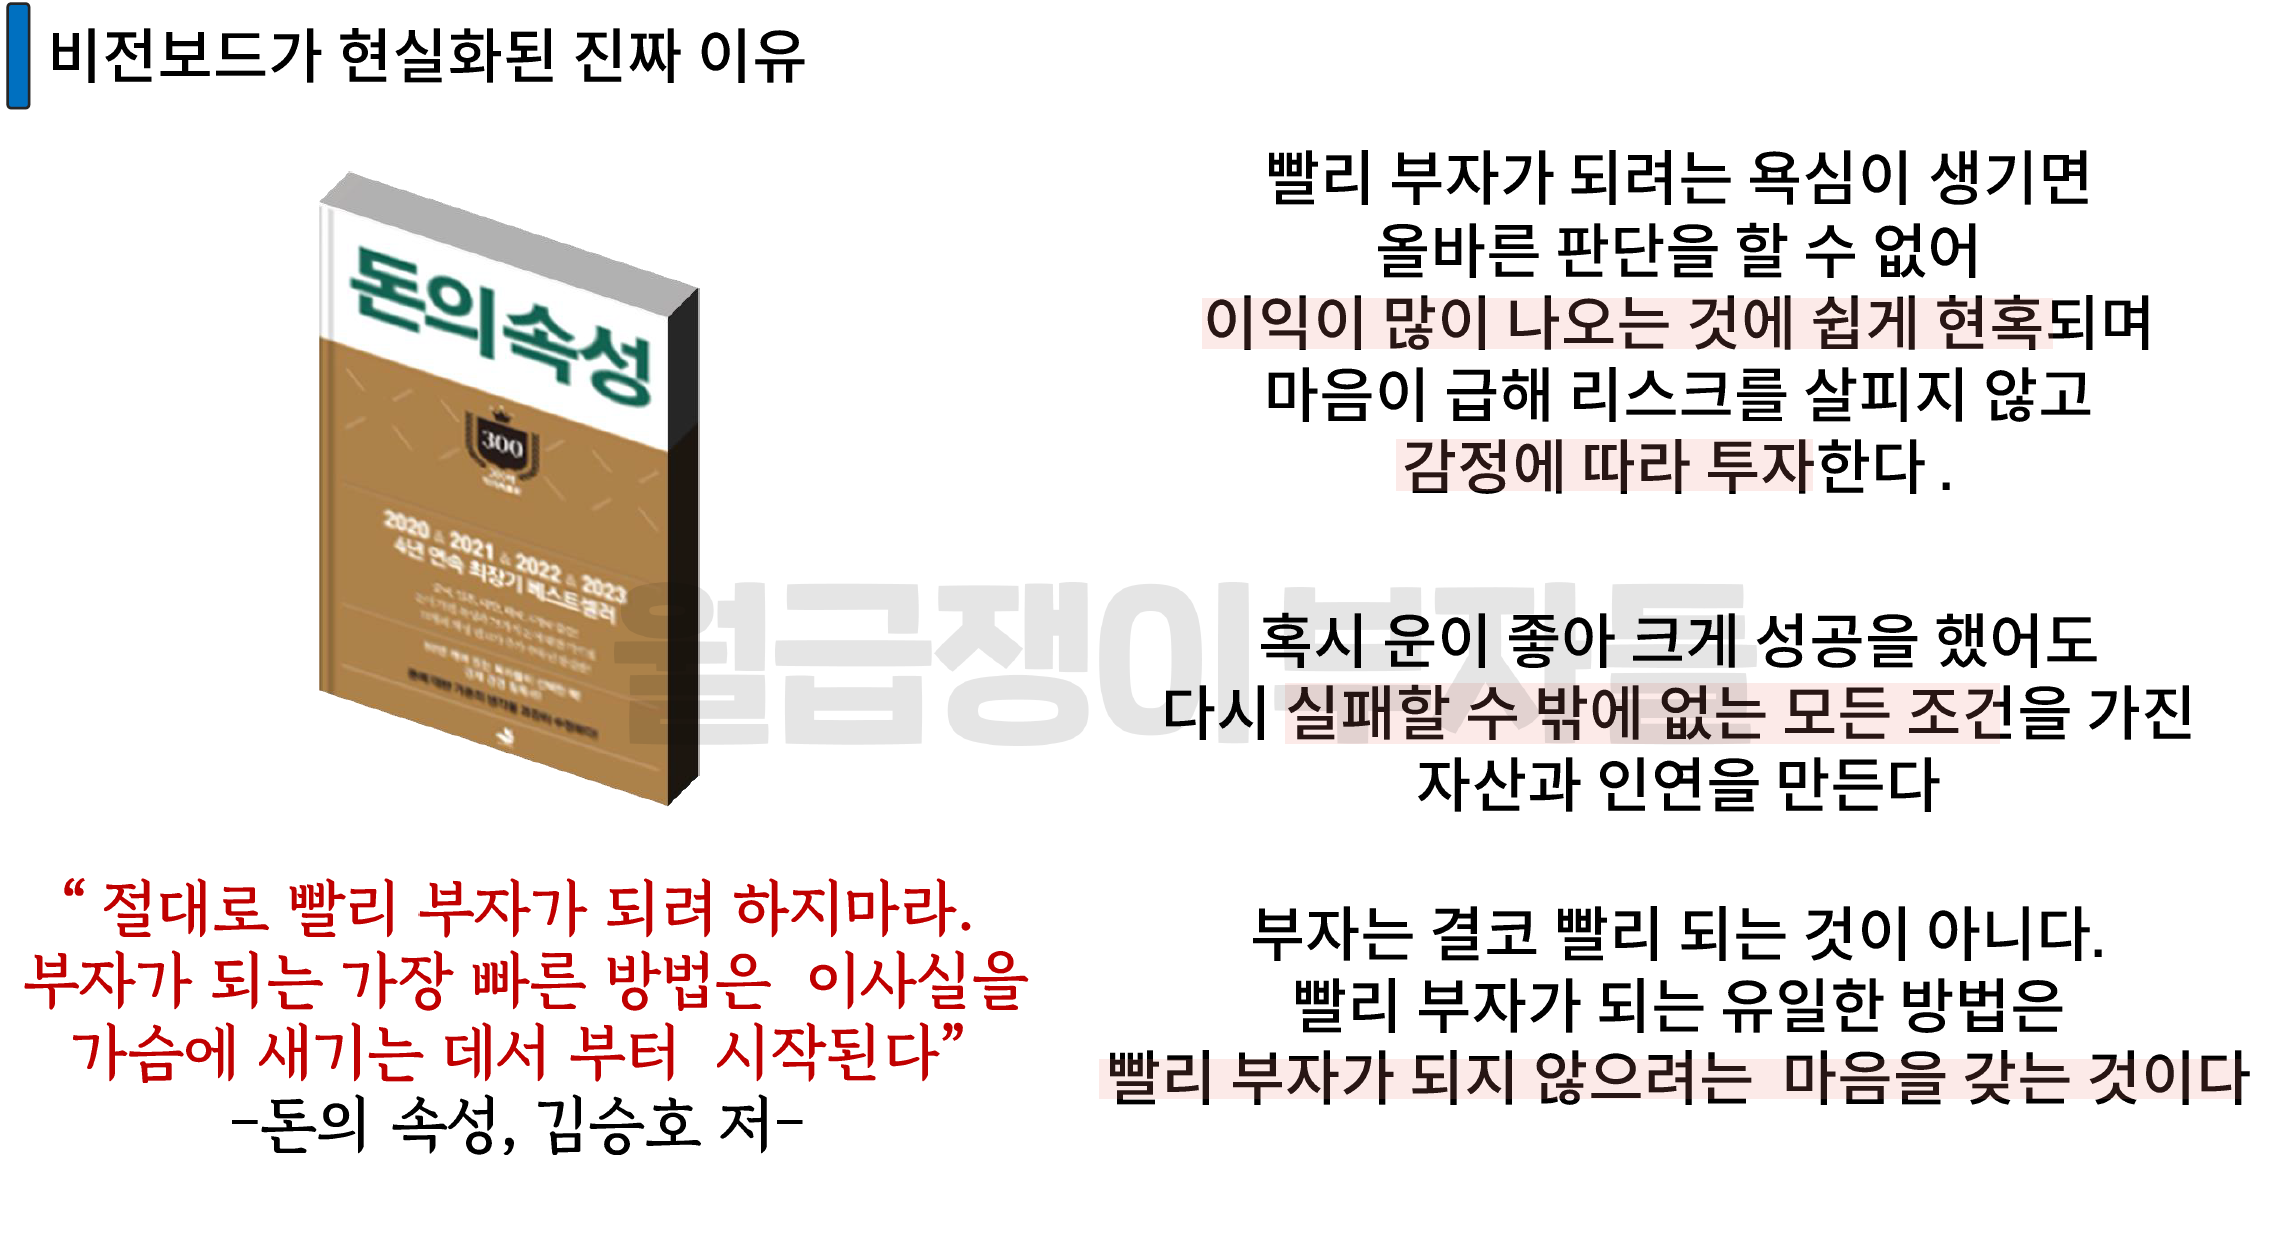 비전보드가 현실화된 진짜 이유
돈의속성
300
2020 & 2021 & 2022 & 2023
4년 연속 최장기 베스트셀러
“ 절대로 빨리 부자가 되려 하지마라.
부자가 되는 가장 빠른 방법은 이사실을
가슴에 새기는 데서 부터 시작된다”
-돈의 속성, 김승호 저-
빨리 부자가 되려는 욕심이 생기면
올바른 판단을 할 수 없어
이익이 많이 나오는 것에 쉽게 현혹되며
마음이 급해 리스크를 살피지 않고
감정에 따라 투자한다 .
혹시 운이 좋아 크게 성공을 했어도
다시 실패할 수 밖에 없는 모든 조건을 가진
자산과 인연을 만든다
부자는 결코 빨리 되는 것이 아니다.
빨리 부자가 되는 유일한 방법은
빨리 부자가 되지 않으려는 마음을 갖는 것이다
월급쟁이부자들